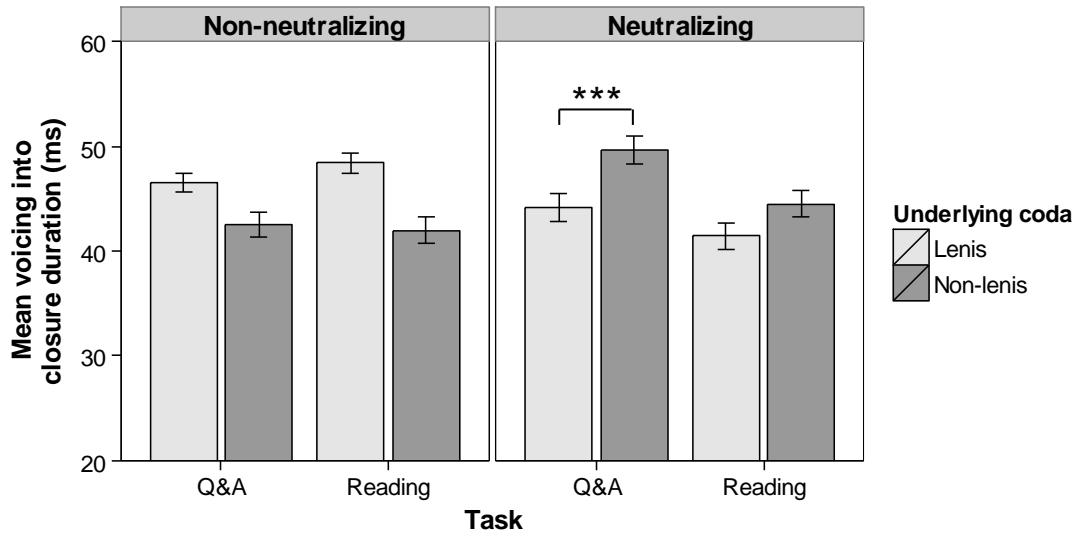 Non-neutralizing
Neutralizing
60
50
40
30
20
Mean voicing into
closure duration (ms)
***
Q&A
Reading
Q&A
Reading
Task
Underlying coda
Lenis
Non-lenis